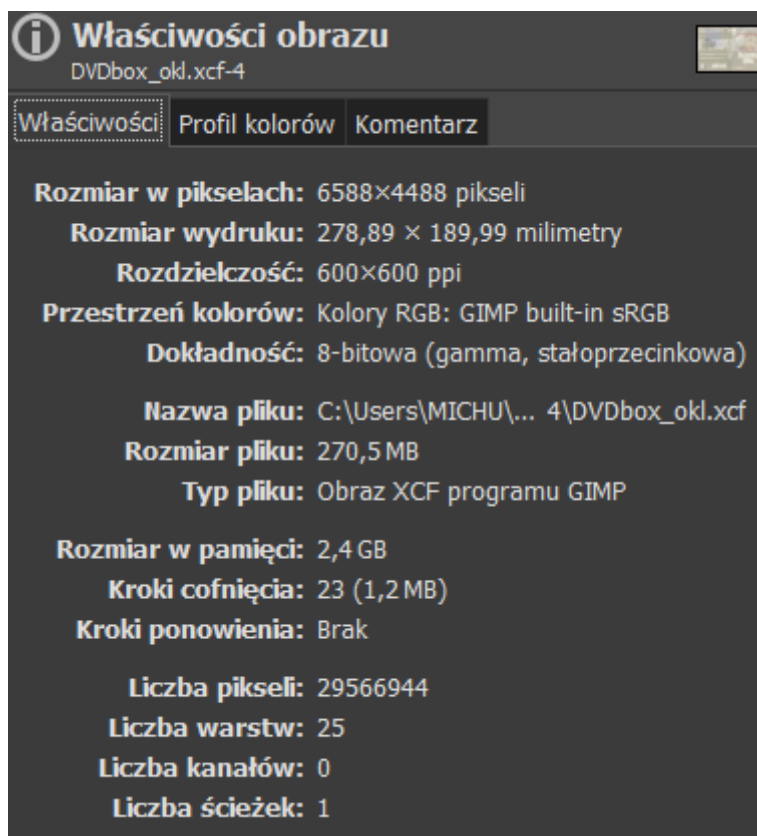 Właściwości obrazu
DVDbox_okl.xcf-4
Właściwości Profil kolorów Komentarz
Rozmiar w pikselach: 6588×4488 pikseli
Rozmiar wydruku: 278,89 × 189,99 milimetry
Rozdzielczość: 600×600 ppi
Przestrzeń kolorów: Kolory RGB: GIMP built-in sRGB
Dokładność: 8-bitowa (gamma, stałoprzecinkowa)
Nazwa pliku: C:\Users\MICHU\... 4\DVDbox_okl.xcf
Rozmiar pliku: 270,5 MB
Typ pliku: Obraz XCF programu GIMP
Rozmiar w pamięci: 2,4 GB
Kroki cofnięcia: 23 (1,2 MB)
Kroki ponowienia: Brak
Liczba pikseli: 29566944
Liczba warstw: 25
Liczba kanałów: 0
Liczba ścieżek: 1